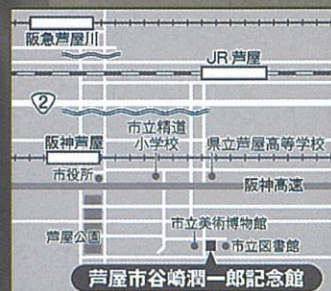 阪急芦屋川
JR 芦屋
2
市立精道
小学校
県立芦屋高等学校
阪神芦屋
市役所
阪神高速
芦屋公園
市立美術博物館
市立図書館
芦屋市谷崎潤一郎記念館